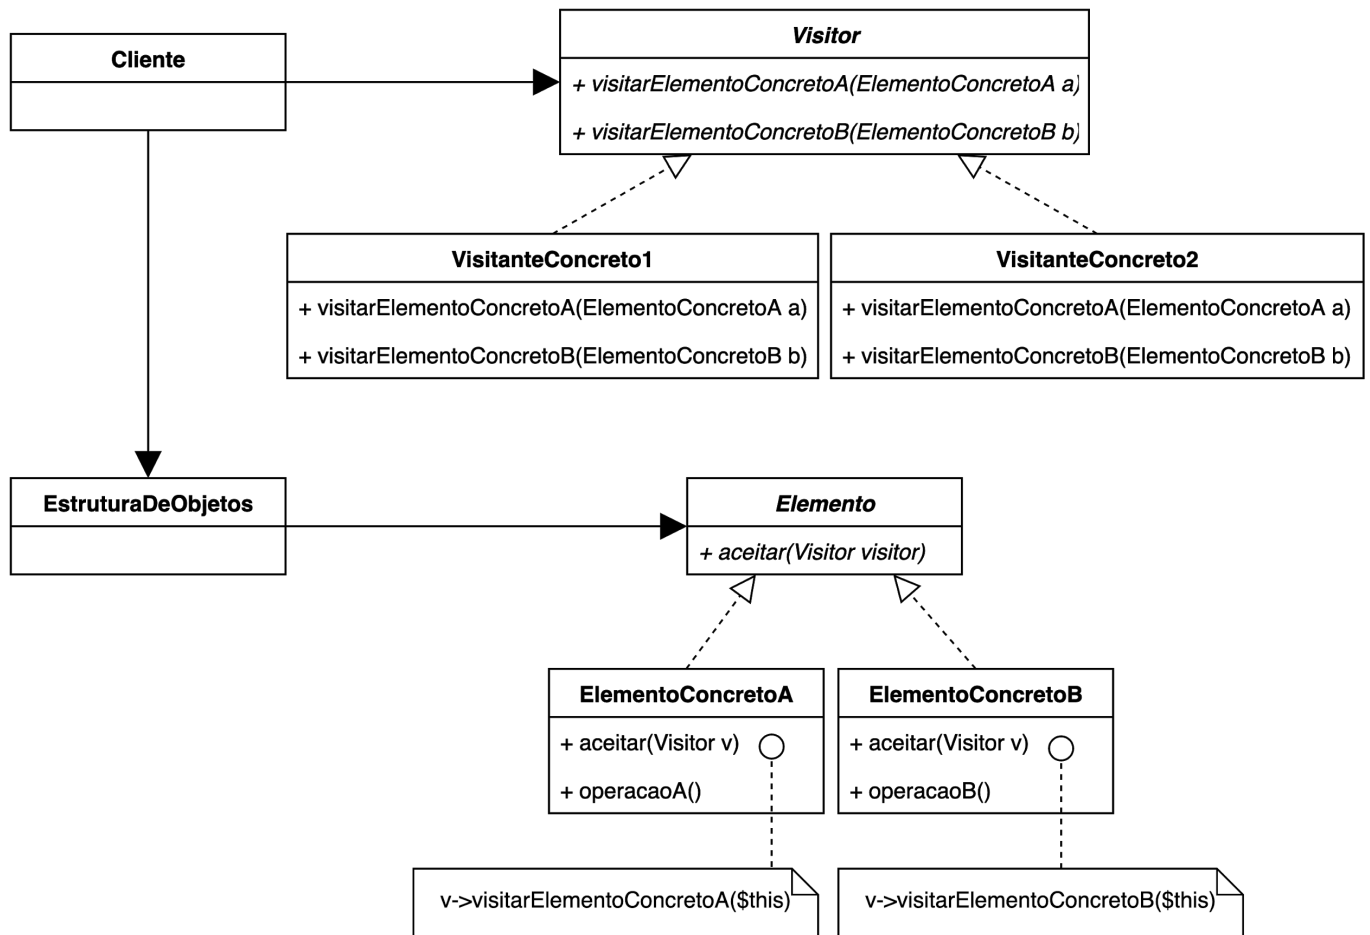 Cliente
Visitor
+ visitarElementoConcretoA(ElementoConcretoA a)
+ visitarElementoConcretoB(ElementoConcretoB b)
VisitanteConcreto1
+ visitarElementoConcretoA(ElementoConcretoA a)
+ visitarElementoConcretoB(ElementoConcretoB b)
VisitanteConcreto2
+ visitarElementoConcretoA(ElementoConcretoA a)
+ visitarElementoConcretoB(ElementoConcretoB b)
EstruturaDeObjetos
Elemento
+ aceitar(Visitor visitor)
ElementoConcretoA
+ aceitar(Visitor v)
+ operacaoA()
ElementoConcretoB
+ aceitar(Visitor v)
+ operacaoB()
v->visitarElementoConcretoA($this)
v->visitarElementoConcretoB($this)